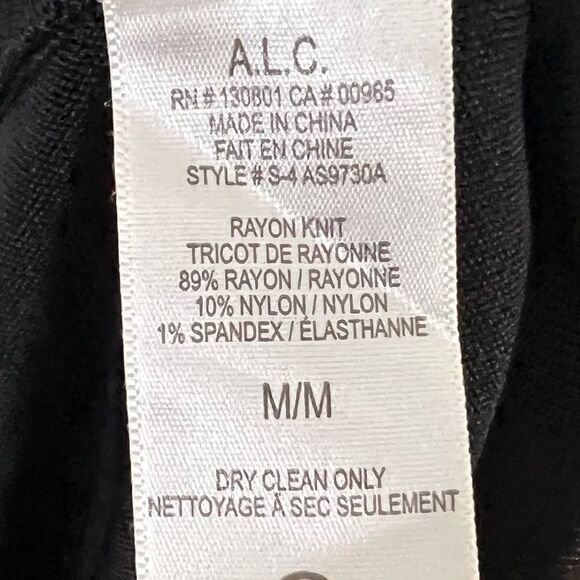 A.L.C.
RN # 130801 CA # 00965
MADE IN CHINA
FAIT EN CHINE
STYLE # S-4 AS9730A
RAYON KNIT
TRICOT DE RAYONNE
89% RAYON / RAYONNE
10% NYLON / NYLON
1% SPANDEX / ÉLASTHANNE
M/M
DRY CLEAN ONLY
NETTOYAGE À SEC SEULEMENT